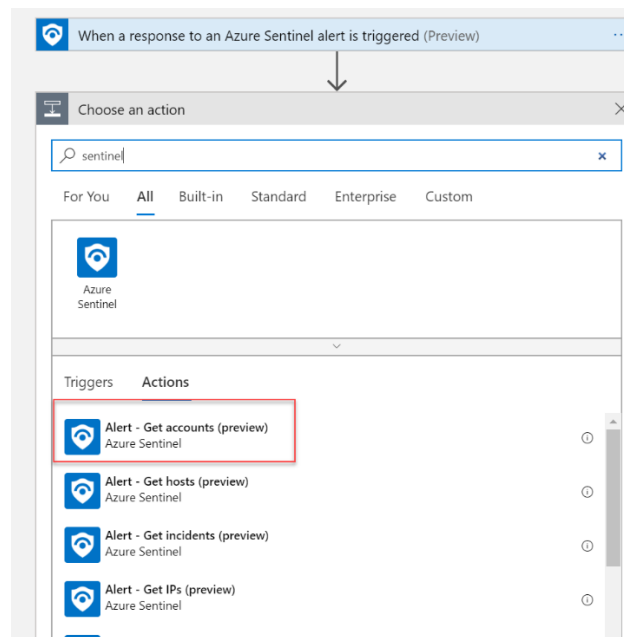 When a response to an Azure Sentinel alert is triggered (Preview)
Choose an action
sentinel
For You All Built-in Standard Enterprise Custom
Azure
Sentinel
Triggers Actions
Alert - Get accounts (preview)
Azure Sentinel
Alert - Get hosts (preview)
Azure Sentinel
Alert - Get incidents (preview)
Azure Sentinel
Alert - Get IPs (preview)
Azure Sentinel